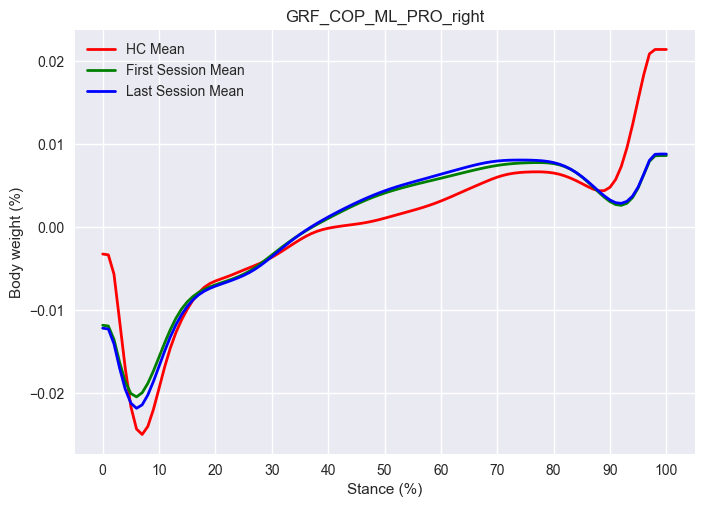 GRF_COP_ML_PRO_right
HC Mean
First Session Mean
Last Session Mean
0.02
0.01
0.00
−0.01
−0.02
Body weight (%)
0 10 20 30 40 50 60 70 80 90 100
Stance (%)